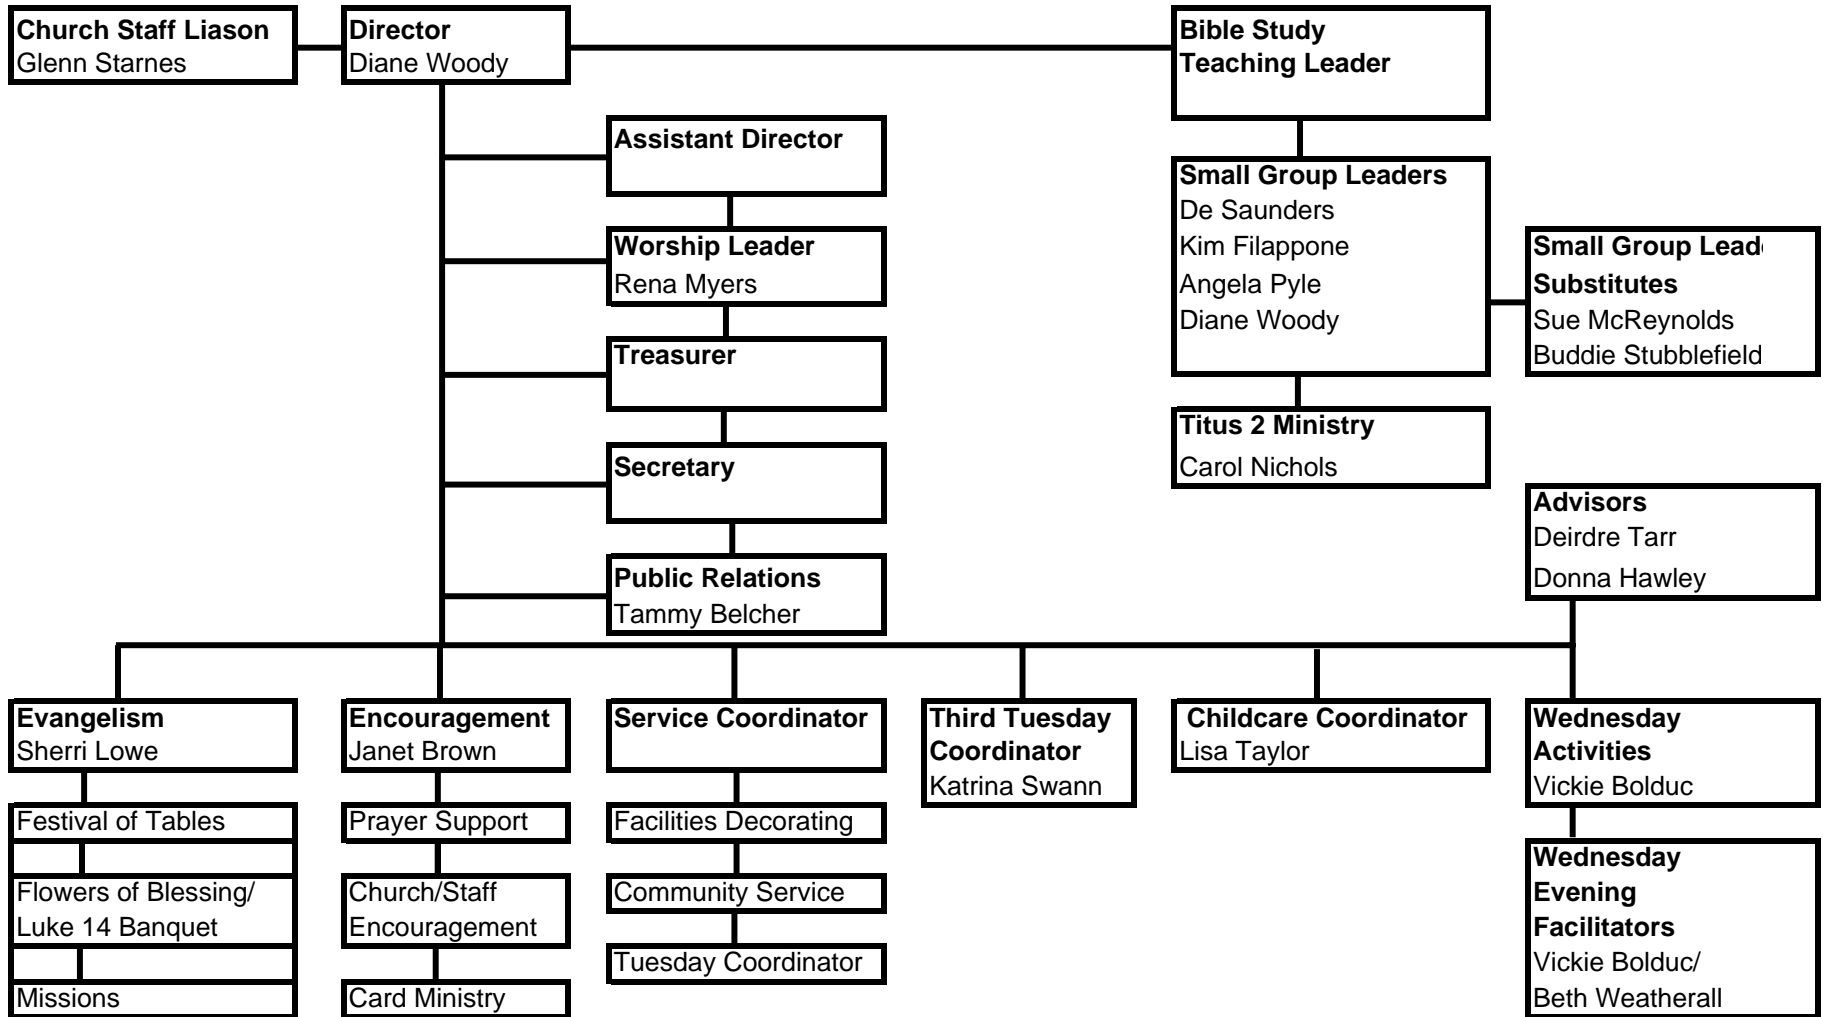 Church Staff Liason
Glenn Starnes
Director
Diane Woody
Bible Study
Teaching Leader
Assistant Director
Worship Leader
Rena Myers
Treasurer
Secretary
Public Relations
Tammy Belcher
Small Group Leaders
De Saunders
Kim Filappone
Angela Pyle
Diane Woody
Small Group Lead
Substitutes
Sue McReynolds
Buddie Stubblefield
Titus 2 Ministry
Carol Nichols
Advisors
Deirdre Tarr
Donna Hawley
Evangelism
Sherri Lowe
Festival of Tables
Flowers of Blessing/
Luke 14 Banquet
Missions
Encouragement
Janet Brown
Prayer Support
Church/Staff
Encouragement
Card Ministry
Service Coordinator
Facilities Decorating
Community Service
Tuesday Coordinator
Third Tuesday
Coordinator
Katrina Swann
Childcare Coordinator
Lisa Taylor
Wednesday
Activities
Vickie Bolduc
Wednesday
Evening
Facilitators
Vickie Bolduc/
Beth Weatherall